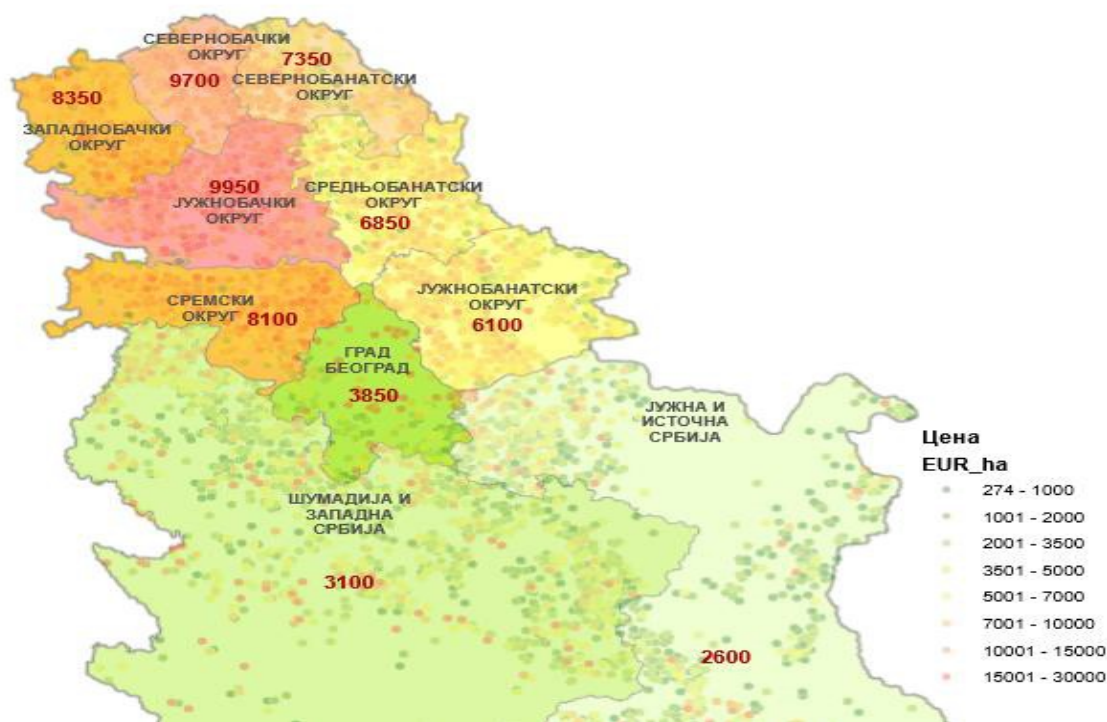 СЕВЕРНОБАЧКИ
ОКРУГ
9700
7350
СЕВЕРНОБАНАТСКИ
ОКРУГ
8350
ЗАПАДНОБАЧКИ
ОКРУГ
9950
ЈУЖНОБАЧКИ
ОКРУГ
СРЕДЊОБАНАТСКИ
ОКРУГ
6850
СРЕМСКИ
ОКРУГ
8100
ЈУЖНОБАНАТСКИ
ОКРУГ
6100
ГРАД
БЕОГРАД
3850
ЈУЖНА И
ИСТОЧНА
СРБИЈА
ШУМАДИЈА И
ЗАПАДНА
СРБИЈА
3100
2600
Цена
EUR_ha
274 - 1000
1001 - 2000
2001 - 3500
3501 - 5000
5001 - 7000
7001 - 10000
10001 - 15000
15001 - 30000